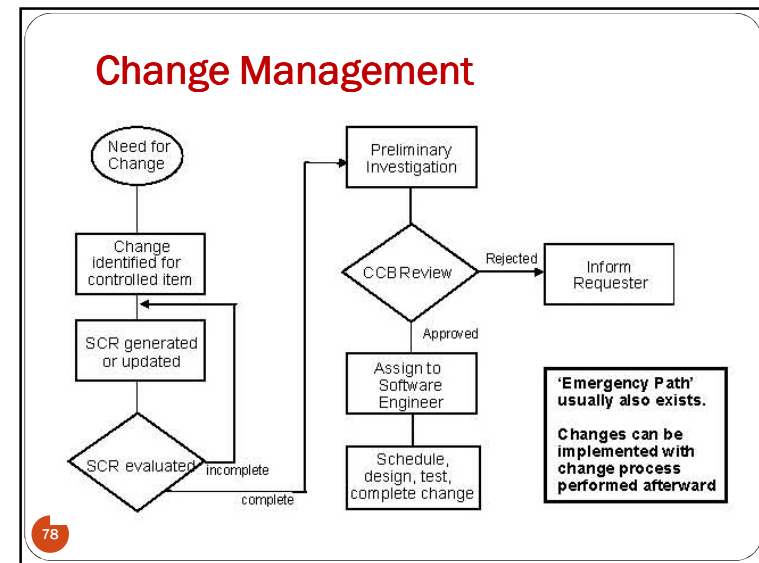 Change Management
Need for
Change
Change
identified for
controlled item
SCR generated
or updated
SCR evaluated
incomplete
complete
Preliminary
Investigation
CCB Review
Rejected
Inform
Requester
Approved
Assign to
Software
Engineer
Schedule,
design, test,
complete change
‘Emergency Path’
usually also exists.
Changes can be
implemented with
change process
performed afterward
78